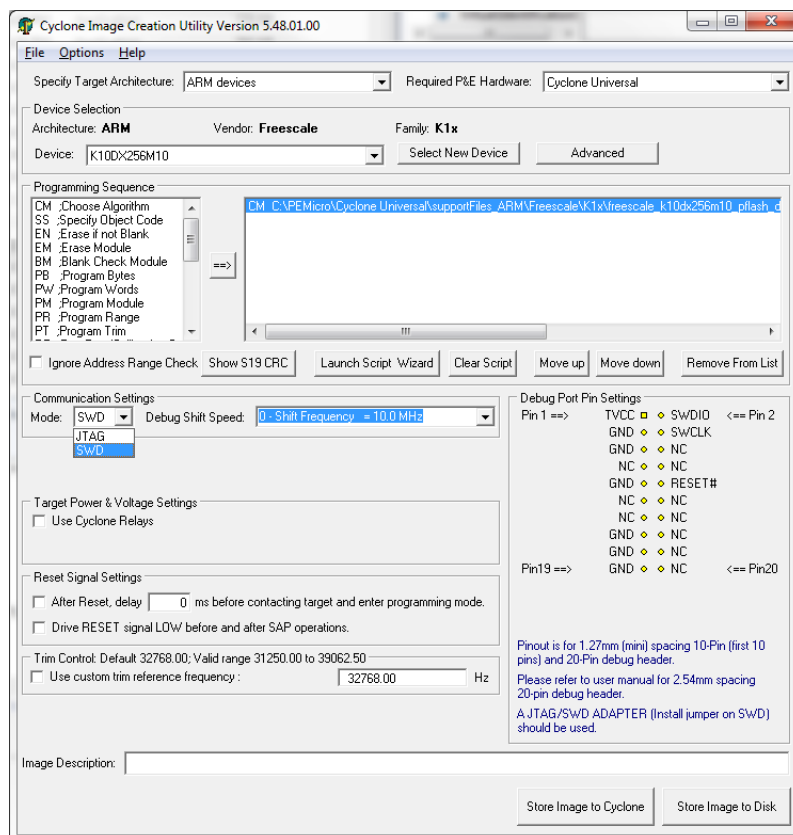 Cyclone Image Creation Utility Version 5.48.01.00
File Options Help
Specify Target Architecture: ARM devices Required P&E Hardware: Cyclone Universal
Device Selection
Architecture: ARM Vendor: Freescale Family: K1x
Device: K10DX256M10 Select New Device Advanced
Programming Sequence
CM ;Choose Algorithm
SS ;Specify Object Code
EN ;Erase if not Blank
EM ;Erase Module
BM ;Blank Check Module
PB ;Program Bytes
PW ;Program Words
PM ;Program Module
PR ;Program Range
PT ;Program Trim
==>
CM C:\PEMicro\Cyclone Universal\supportFiles_ARM\Freescale\K1x\freescale_k10dx256m10_pflash_d
Ignore Address Range Check Show S19 CRC Launch Script Wizard Clear Script Move up Move down Remove From List
Communication Settings
Mode: SWD Debug Shift Speed: 0 - Shift Frequency = 10.0 MHz
JTAG
SWD
Target Power & Voltage Settings
Use Cyclone Relays
Reset Signal Settings
After Reset, delay 0 ms before contacting target and enter programming mode.
Drive RESET signal LOW before and after SAP operations.
Trim Control: Default 32768.00; Valid range 31250.00 to 39062.50
Use custom trim reference frequency : 32768.00 Hz
Debug Port Pin Settings
Pin 1 ==> TVCC SWDIO <== Pin 2
GND SWCLK
GND NC
NC NC
GND RESET#
NC NC
NC NC
GND NC
GND NC
Pin19 ==> GND NC <== Pin20
Pinout is for 1.27mm (mini) spacing 10-Pin (first 10
pins) and 20-Pin debug header.
Please refer to user manual for 2.54mm spacing
20-pin debug header.
A JTAG/SWD ADAPTER (Install jumper on SWD)
should be used.
Image Description:
Store Image to Cyclone Store Image to Disk